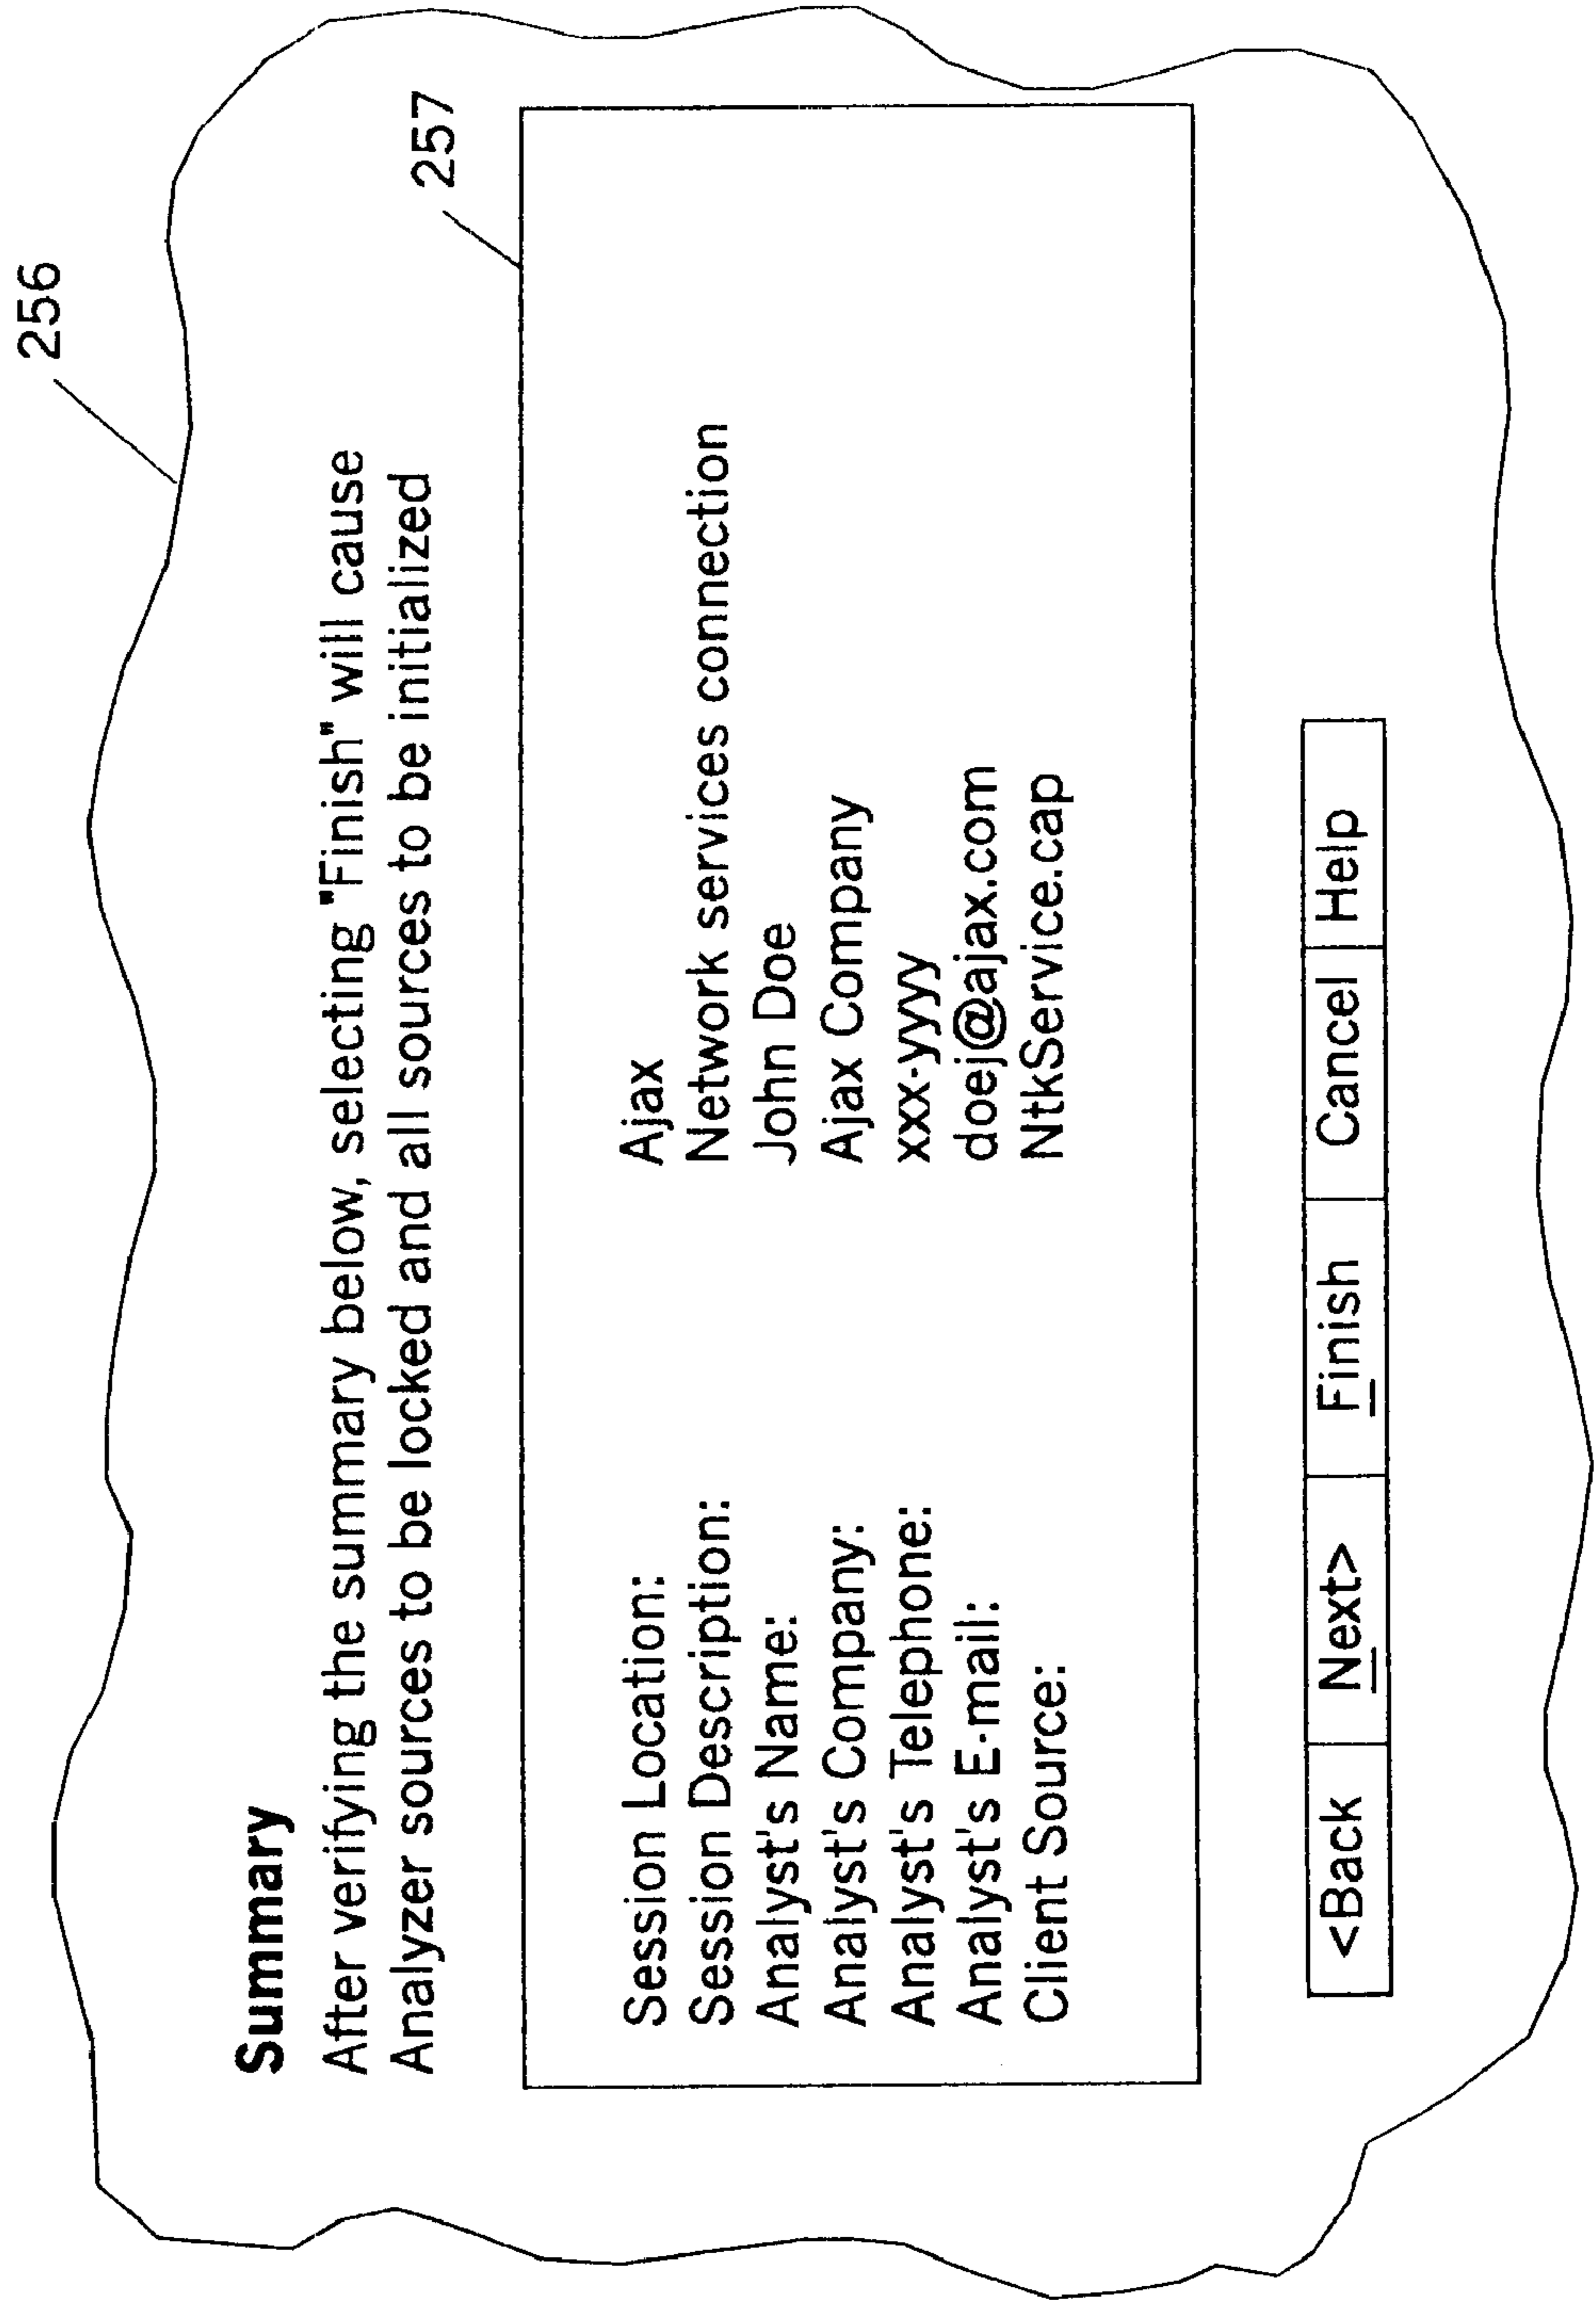 256
Summary
After verifying the summary below, selecting "Finish" will cause
Analyzer sources to be locked and all sources to be initialized
257
Session Location: Ajax
Session Description: Network services connection
Analyst's Name: John Doe
Analyst's Company: Ajax Company
Analyst's Telephone: xxx-yyyy
Analyst's E-mail: doej@ajax.com
Client Source: NtkService.cap
<Back Next> Finish Cancel Help